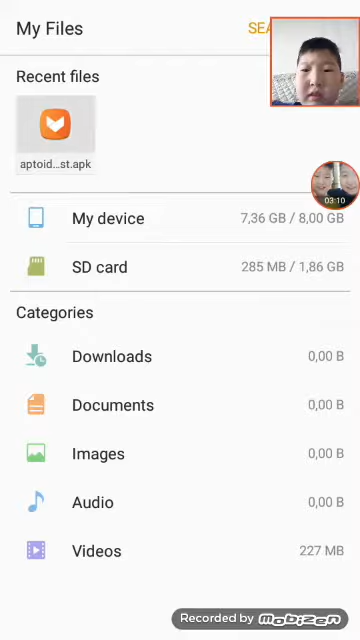 My Files
SEA
Recent files
aptoid...st.apk
03:10
My device 7,36 GB / 8,00 GB
SD card 285 MB / 1,86 GB
Categories
Downloads 0,00 B
Documents 0,00 B
Images 0,00 B
Audio 0,00 B
Videos 227 MB
Recorded by mobizen